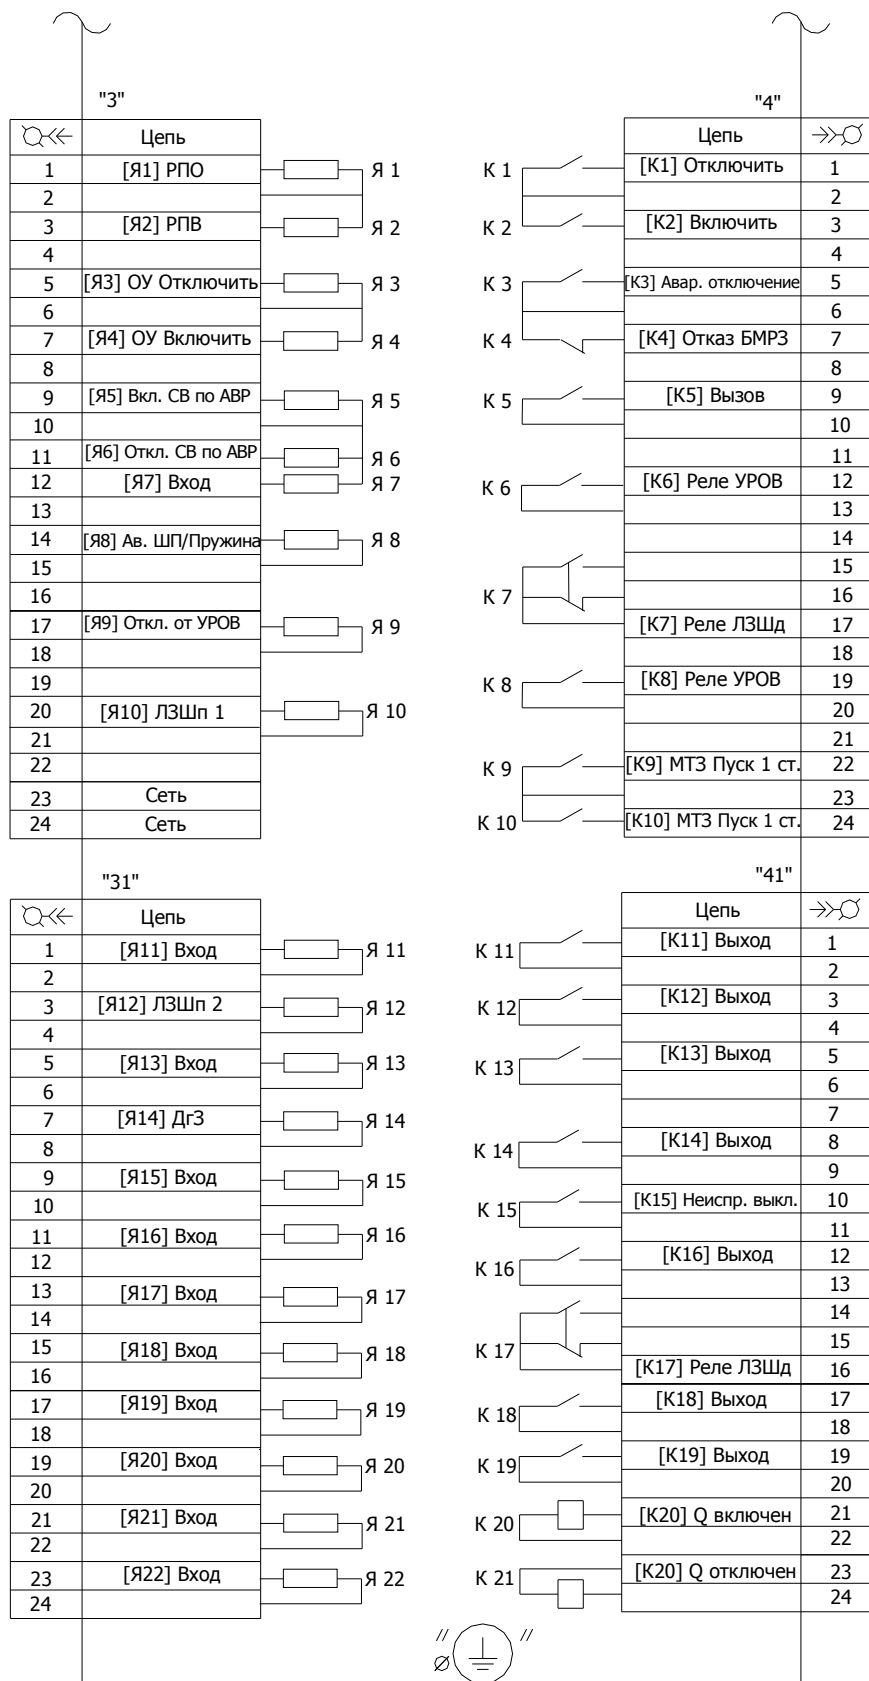 "3"
Цепь
1 [Я1] РПО Я 1
2
3 [Я2] РПВ Я 2
4
5 [Я3] ОУ Отключить Я 3
6
7 [Я4] ОУ Включить Я 4
8
9 [Я5] Вкл. СВ по АВР Я 5
10
11 [Я6] Откл. СВ по АВР Я 6
12 [Я7] Вход Я 7
13
14 [Я8] Ав. ШП/Пружина Я 8
15
16
17 [Я9] Откл. от УРОВ Я 9
18
19
20 [Я10] ЛЗШп 1 Я 10
21
22
23 Сеть
24 Сеть
"4"
Цепь
К 1 [К1] Отключить 1
2
К 2 [К2] Включить 3
4
К 3 [К3] Авар. отключение 5
6
К 4 [К4] Отказ БМРЗ 7
8
К 5 [К5] Вызов 9
10
11
К 6 [К6] Реле УРОВ 12
13
14
15
К 7 16
[К7] Реле ЛЗШд 17
18
К 8 [К8] Реле УРОВ 19
20
21
К 9 [К9] МТЗ Пуск 1 ст. 22
23
К 10 [К10] МТЗ Пуск 1 ст. 24
"31"
Цепь
1 [Я11] Вход Я 11
2
3 [Я12] ЛЗШп 2 Я 12
4
5 [Я13] Вход Я 13
6
7 [Я14] ДгЗ Я 14
8
9 [Я15] Вход Я 15
10
11 [Я16] Вход Я 16
12
13 [Я17] Вход Я 17
14
15 [Я18] Вход Я 18
16
17 [Я19] Вход Я 19
18
19 [Я20] Вход Я 20
20
21 [Я21] Вход Я 21
22
23 [Я22] Вход Я 22
24
"41"
Цепь
К 11 [К11] Выход 1
2
К 12 [К12] Выход 3
4
К 13 [К13] Выход 5
6
7
К 14 [К14] Выход 8
9
К 15 [К15] Неиспр. выкл. 10
11
К 16 [К16] Выход 12
13
14
К 17 15
[К17] Реле ЛЗШд 16
К 18 [К18] Выход 17
18
К 19 [К19] Выход 19
20
К 20 [К20] Q включен 21
22
К 21 [К20] Q отключен 23
24